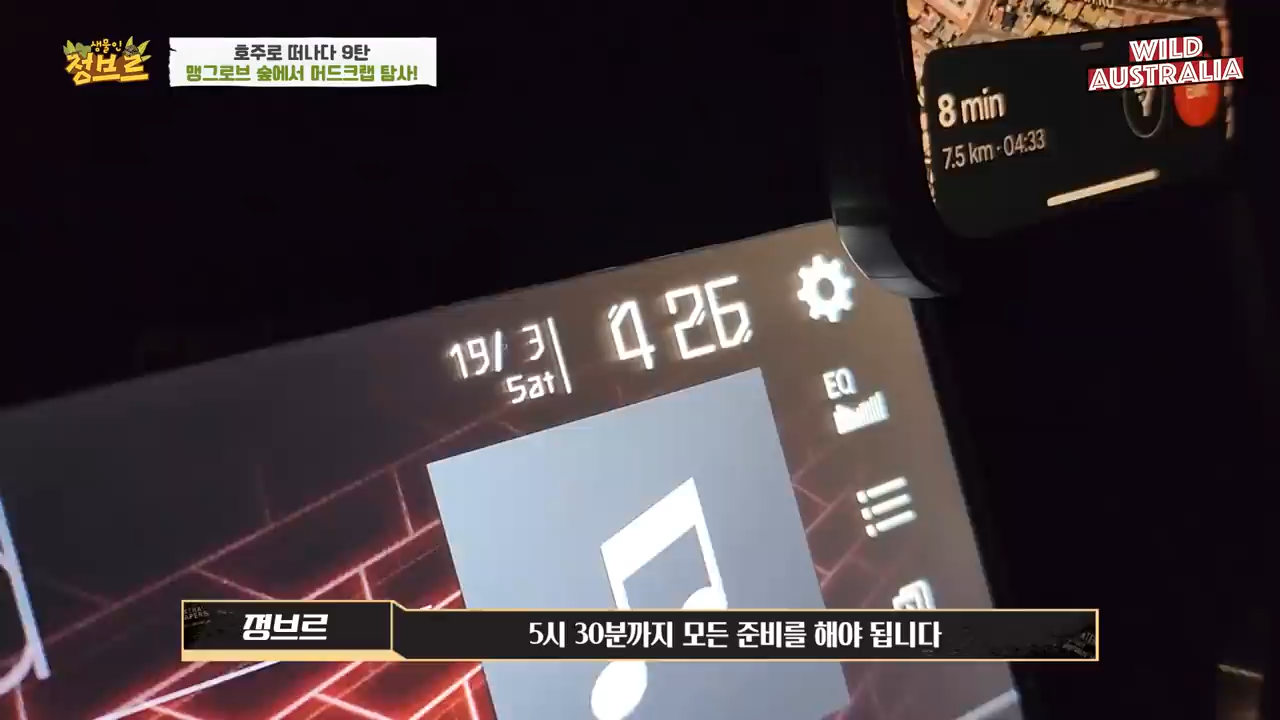 생물인
정브르
호주로 떠나다 9탄
맹그로브 숲에서 머드크랩 탐사!
WILD
AUSTRALIA
8 min
7.5 km · 04:33
19/ 3
Sat
4 26
EQ
정브르
5시 30분까지 모든 준비를 해야 됩니다